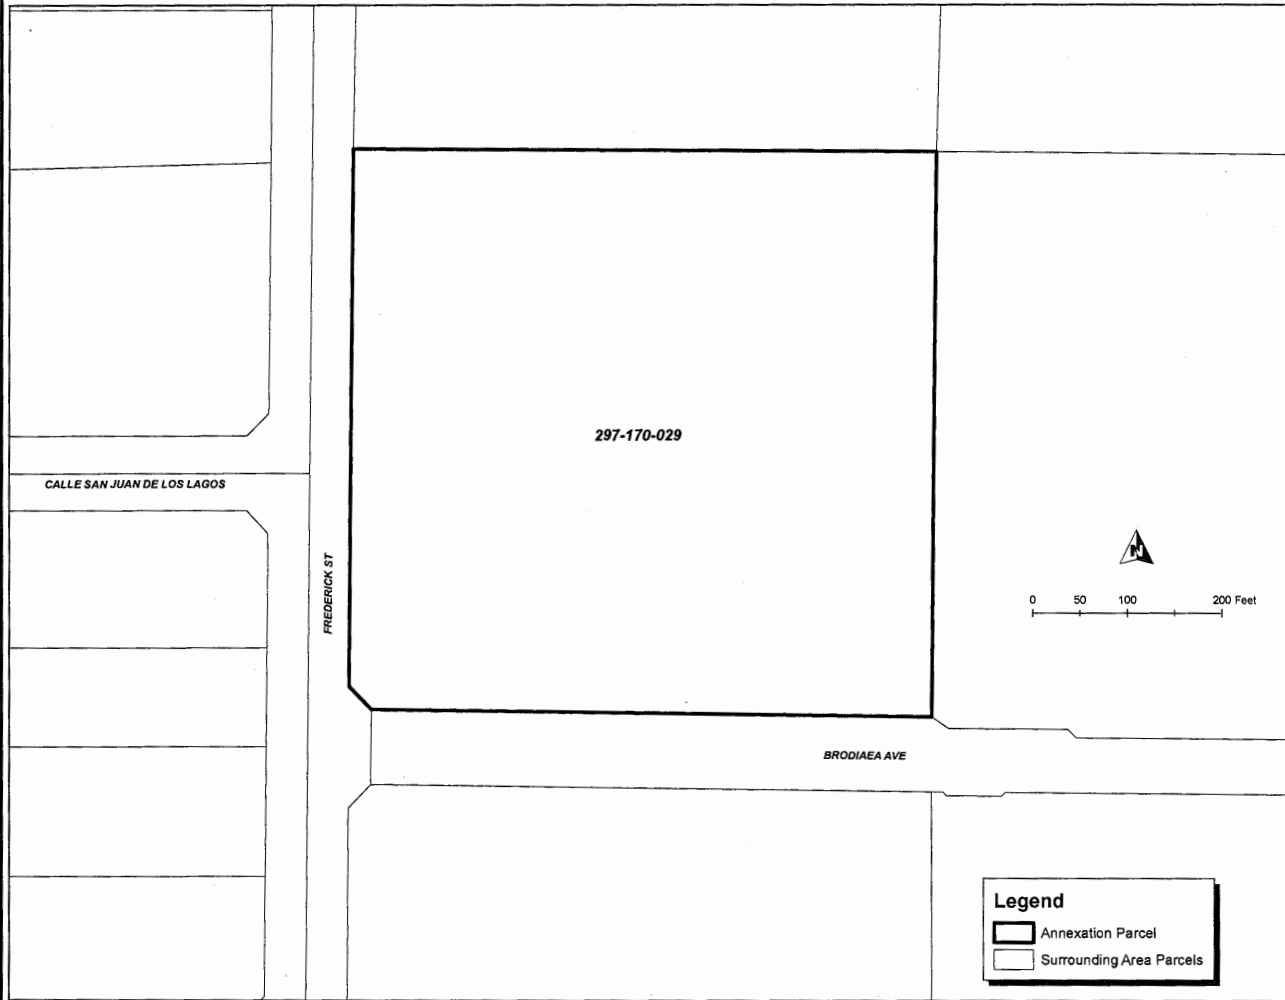 297-170-029
CALLE SAN JUAN DE LOS LAGOS
FREDERICK ST
N
0 50 100 200 Feet
BRODIAEA AVE
Legend
Annexation Parcel
Surrounding Area Parcels